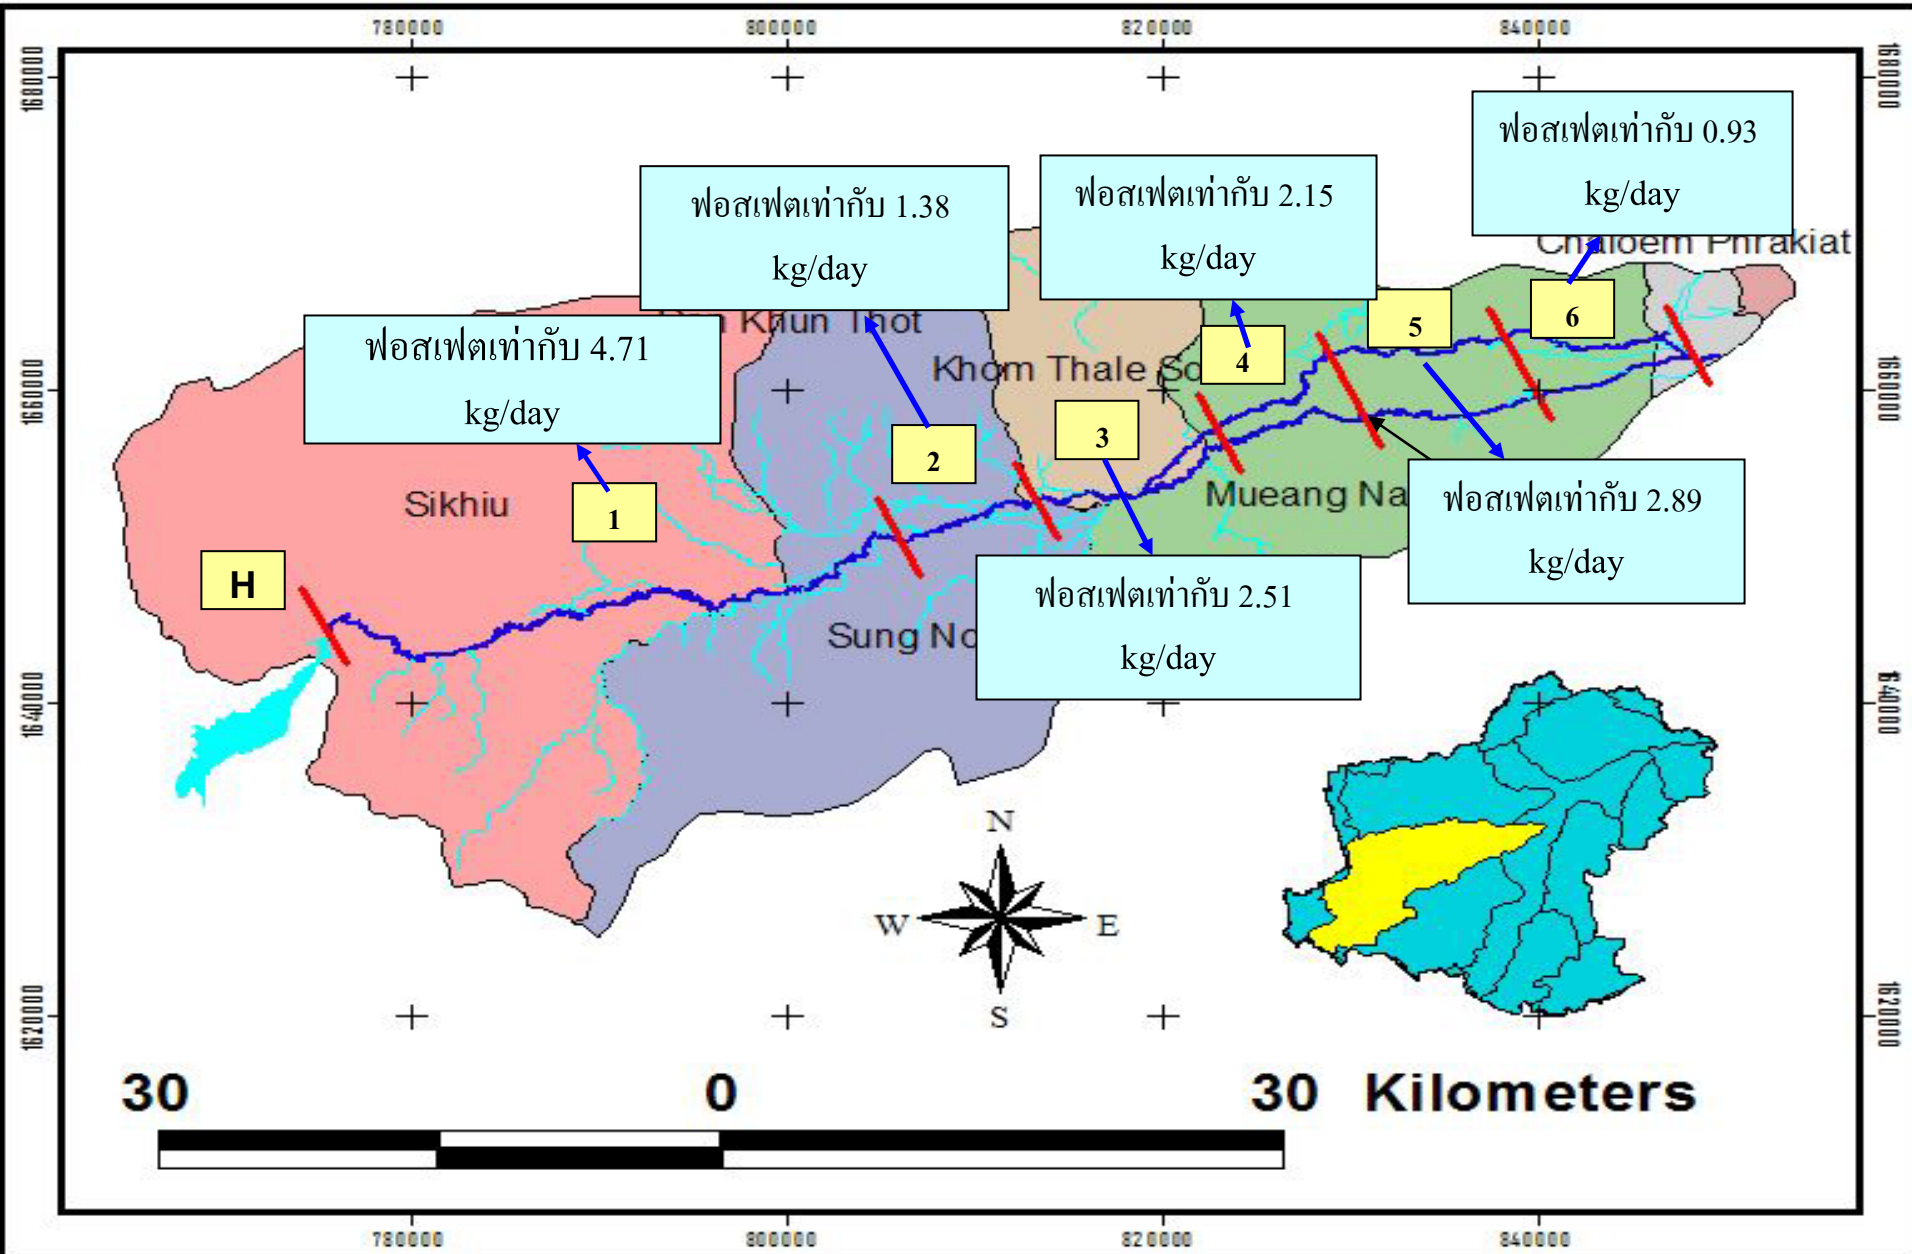 780000 800000 820000 840000
1680000 1680000
ฟอสเฟตเท่ากับ 0.93
kg/day
ฟอสเฟตเท่ากับ 2.15
kg/day
ฟอสเฟตเท่ากับ 1.38
kg/day
Chaloem Phrakiat
Khun Thot
ฟอสเฟตเท่ากับ 4.71
kg/day
6
5
4
Khom Thale So
1660000 1660000
3
2
Sikhiu
1
Mueang Na
ฟอสเฟตเท่ากับ 2.89
kg/day
H
ฟอสเฟตเท่ากับ 2.51
kg/day
Sung No
1640000 1640000
N
W E
S
1620000 1620000
30 0 30 Kilometers
780000 800000 820000 840000